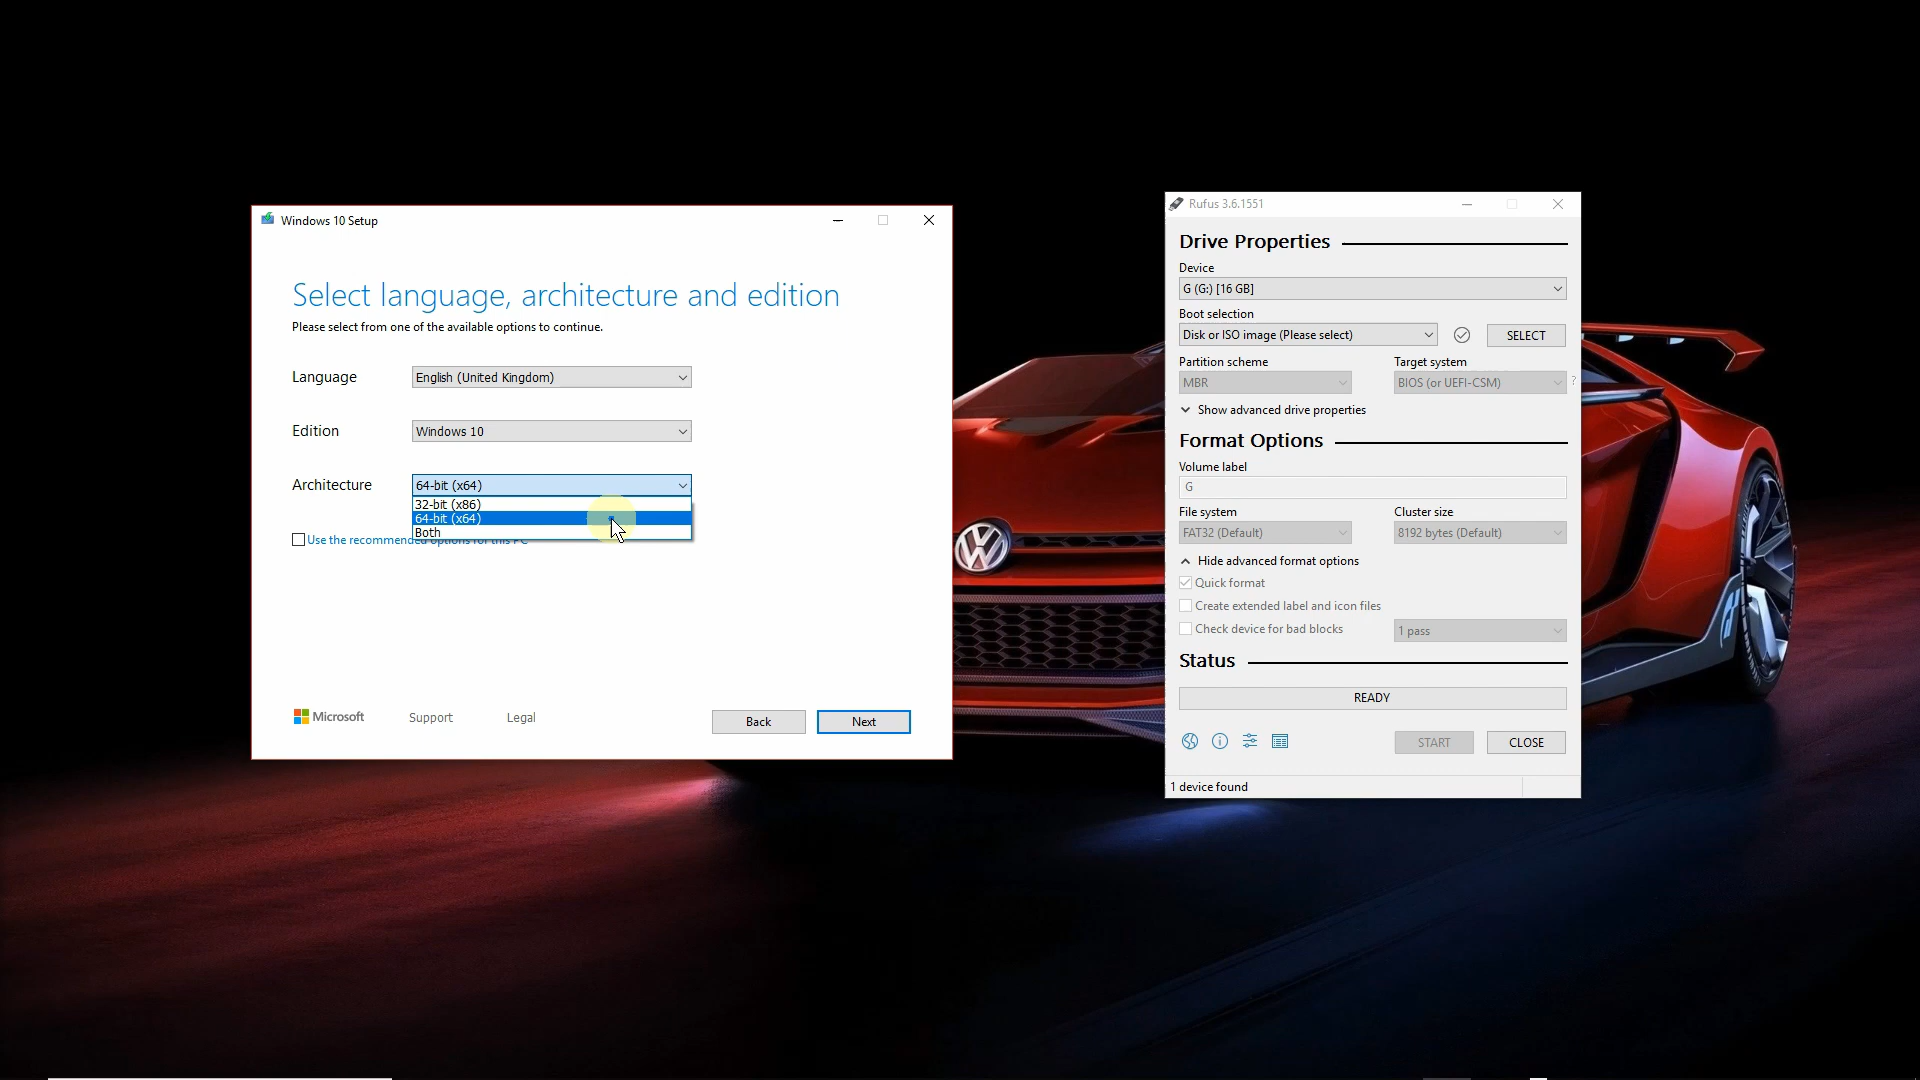 Windows 10 Setup
Select language, architecture and edition
Please select from one of the available options to continue.
Language
English (United Kingdom)
Edition
Windows 10
Architecture
64-bit (x64)
32-bit (x86)
64-bit (x64)
Both
Use the recommended options for this PC
Microsoft
Support
Legal
Back
Next
Rufus 3.6.1551
Drive Properties
Device
G (G:) [16 GB]
Boot selection
Disk or ISO image (Please select)
SELECT
Partition scheme
Target system
MBR
BIOS (or UEFI-CSM)
?
Show advanced drive properties
Format Options
Volume label
G
File system
Cluster size
FAT32 (Default)
8192 bytes (Default)
Hide advanced format options
Quick format
Create extended label and icon files
Check device for bad blocks
1 pass
Status
READY
START
CLOSE
1 device found